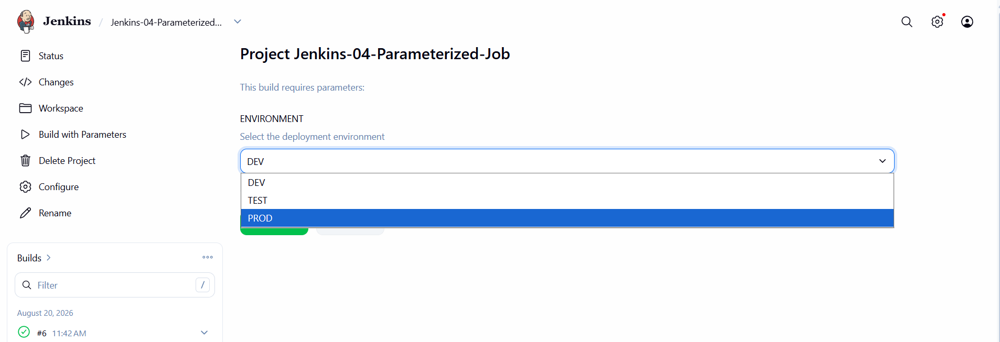 Jenkins / Jenkins-04-Parameterized...
Status
Changes
Workspace
Build with Parameters
Delete Project
Configure
Rename
Builds
Filter /
August 20, 2026
#6 11:42 AM
Project Jenkins-04-Parameterized-Job
This build requires parameters:
ENVIRONMENT
Select the deployment environment
DEV
DEV
TEST
PROD